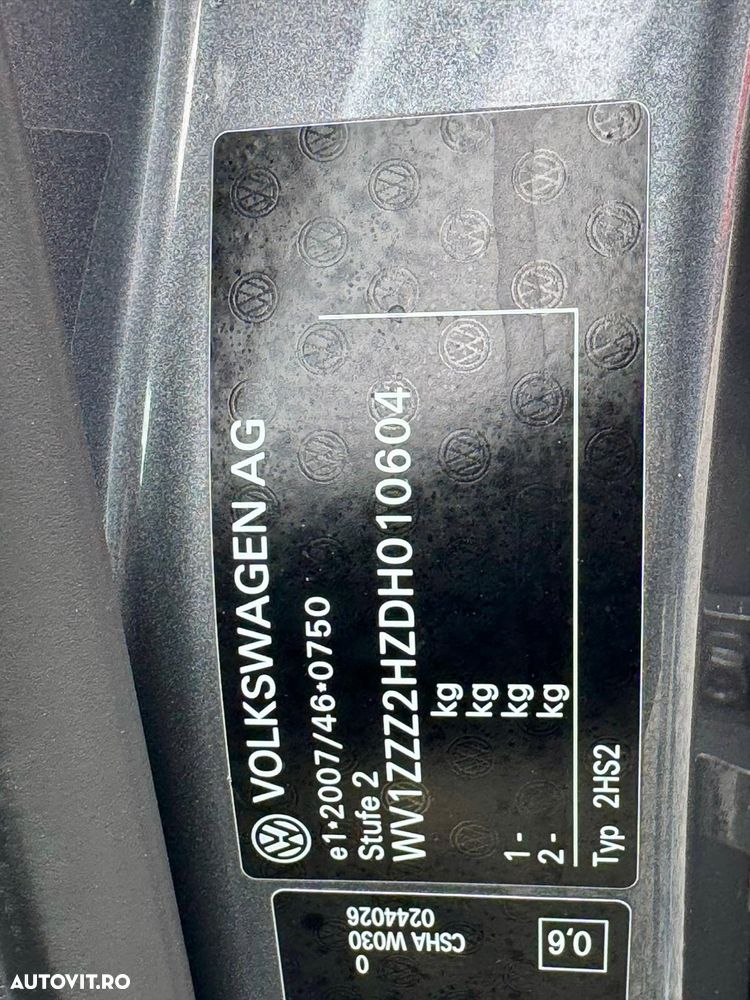 VOLKSWAGEN AG
e1*2007/46*0750
Stufe 2
WV1ZZZ2HZDH010604
kg
kg
1- kg
2- kg
Typ 2HS2
0
CSHA W030
0244026
0,6
AUTOVIT.RO